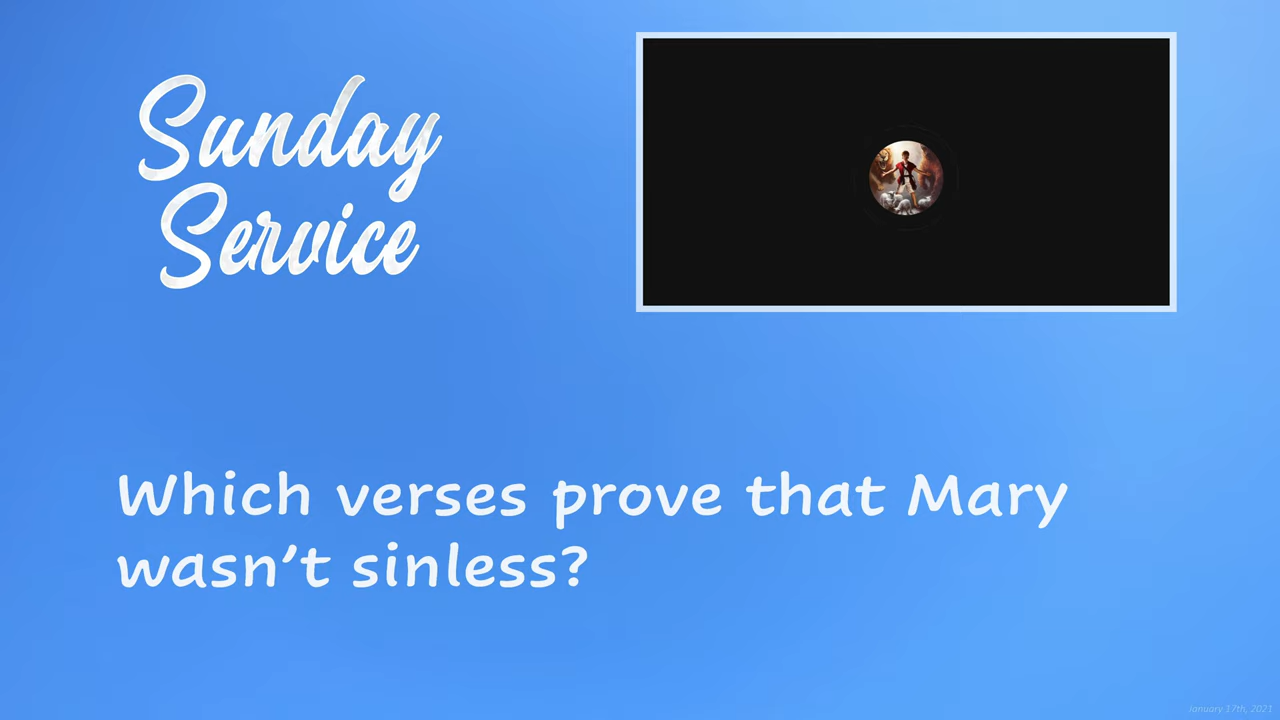 Sunday
Service
Which verses prove that Mary
wasn’t sinless?
January 17th, 2021